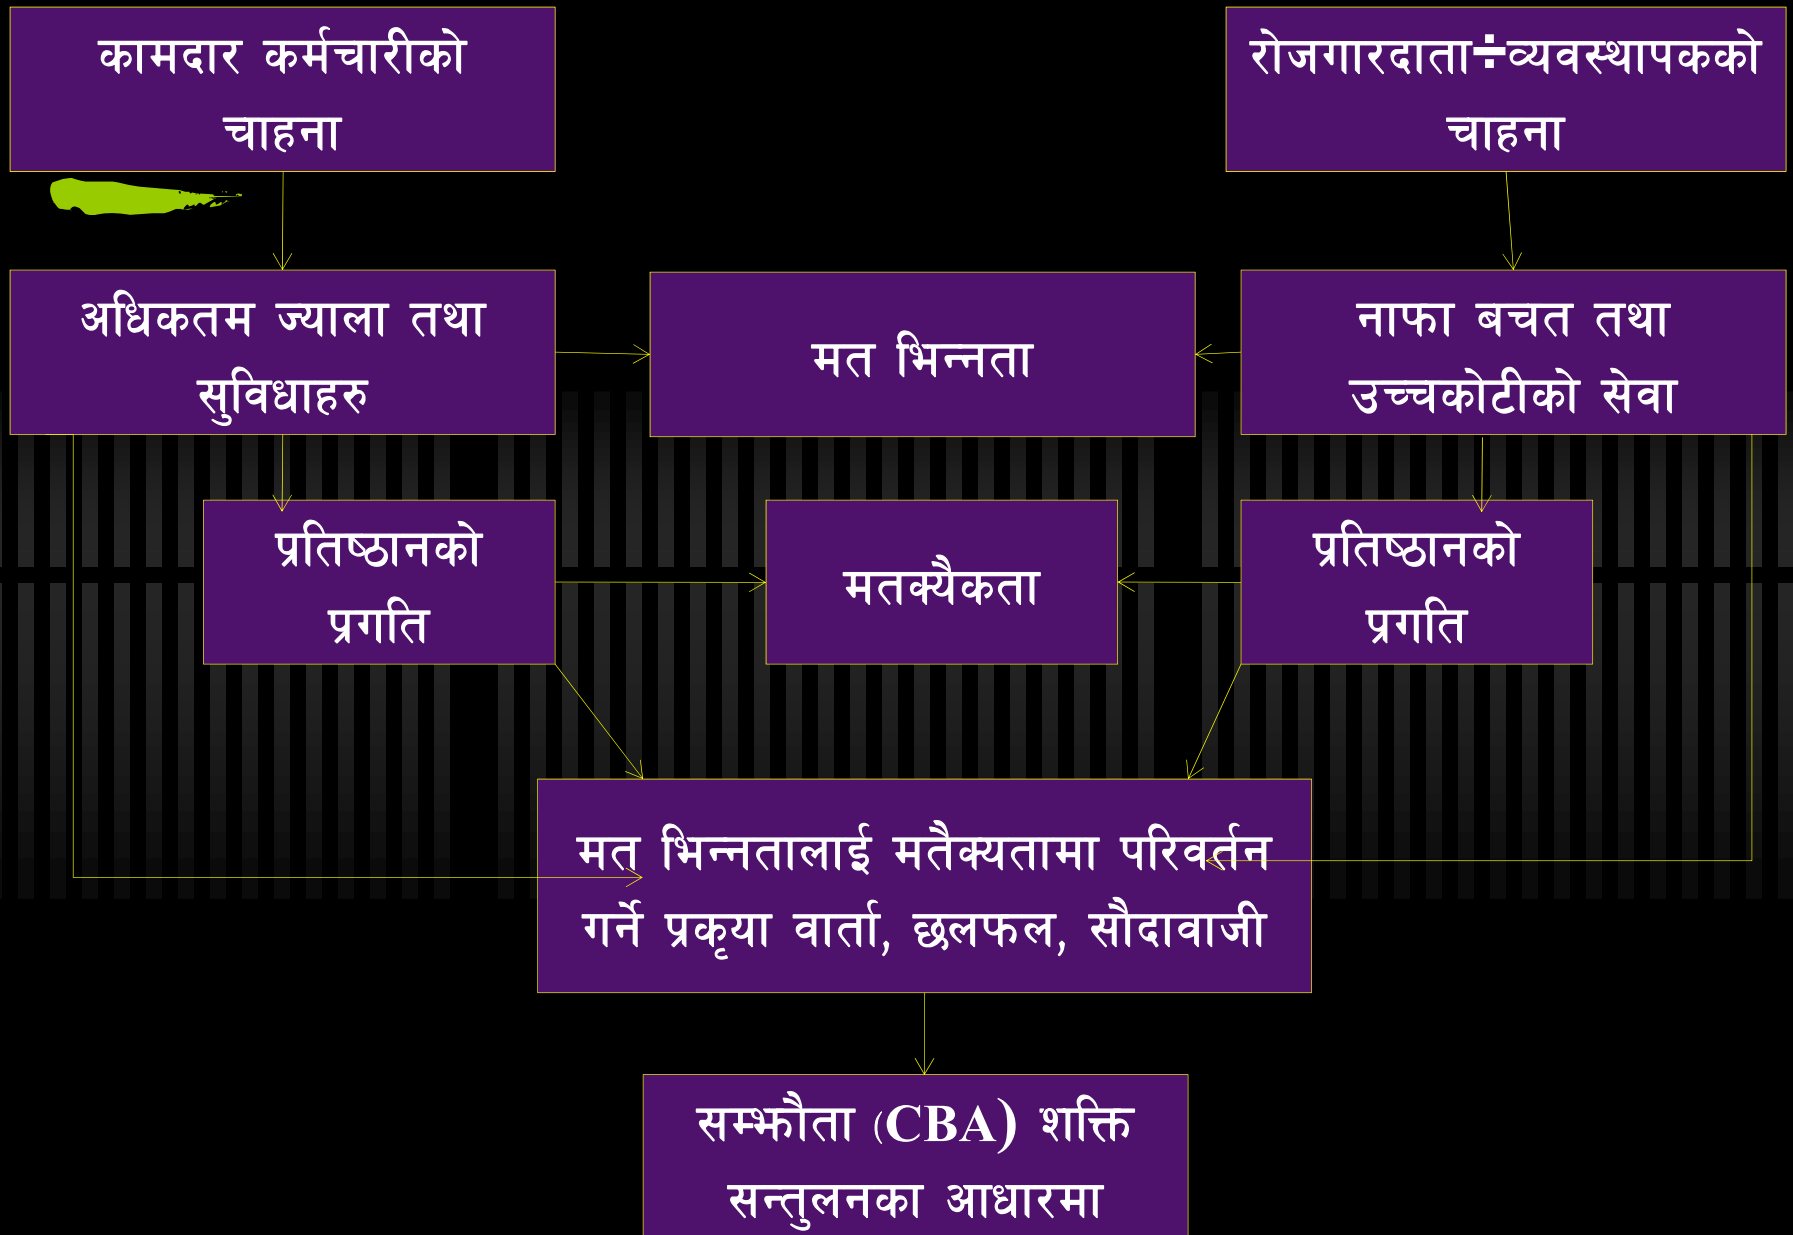 कामदार कर्मचारीको
चाहना
रोजगारदाता÷व्यवस्थापकको
चाहना
अधिकतम ज्याला तथा
सुविधाहरु
मत भिन्नता
नाफा बचत तथा
उच्चकोटीको सेवा
प्रतिष्ठानको
प्रगति
मतक्यैकता
प्रतिष्ठानको
प्रगति
मत भिन्नतालाई मतैक्यतामा परिवर्तन
गर्ने प्रकृया वार्ता, छलफल, सौदावाजी
सम्झौता (CBA) शक्ति
सन्तुलनका आधारमा